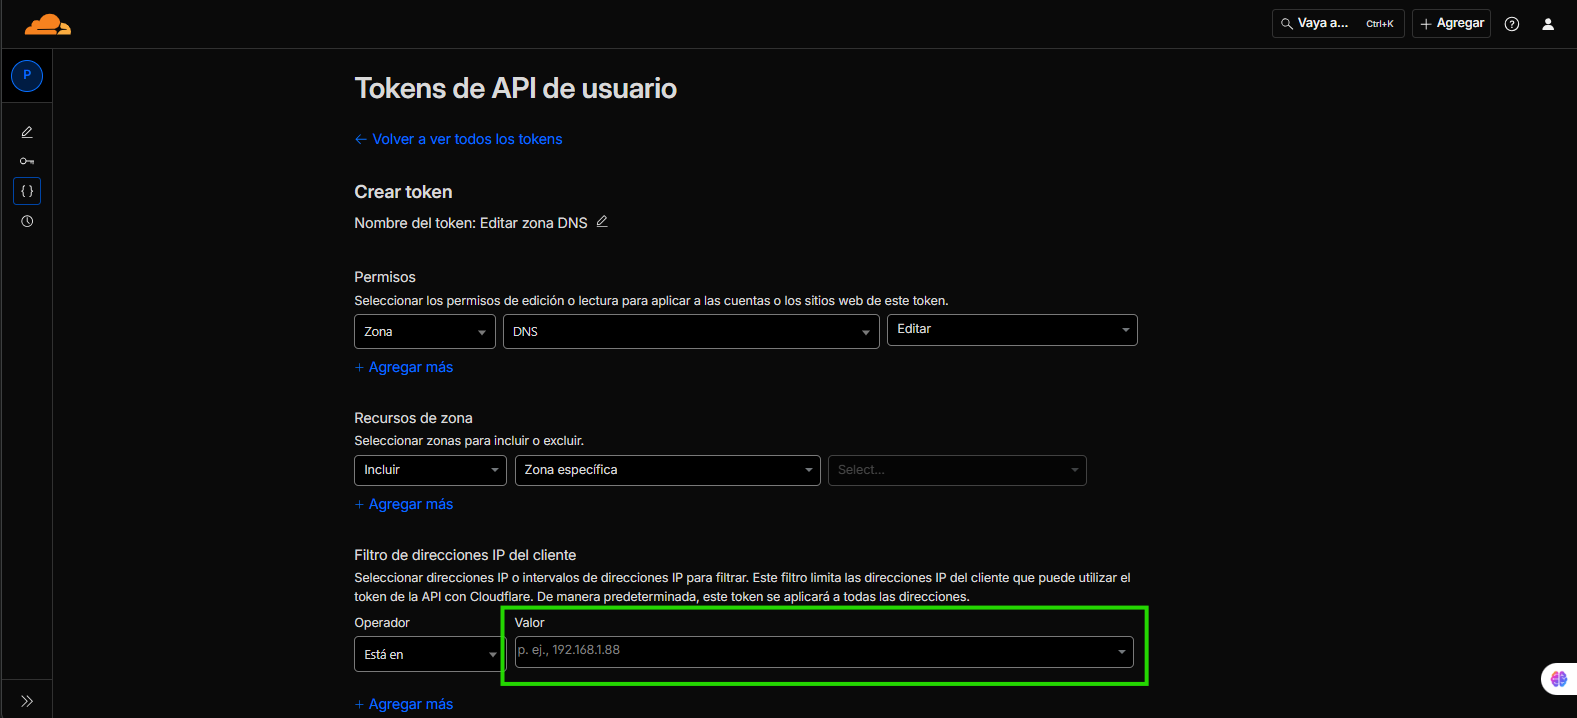 Vaya a... Ctrl+K
Agregar
P
Tokens de API de usuario
Volver a ver todos los tokens
Crear token
Nombre del token: Editar zona DNS
Permisos
Seleccionar los permisos de edición o lectura para aplicar a las cuentas o los sitios web de este token.
Zona DNS Editar
+ Agregar más
Recursos de zona
Seleccionar zonas para incluir o excluir.
Incluir Zona específica Select...
+ Agregar más
Filtro de direcciones IP del cliente
Seleccionar direcciones IP o intervalos de direcciones IP para filtrar. Este filtro limita las direcciones IP del cliente que puede utilizar el
token de la API con Cloudflare. De manera predeterminada, este token se aplicará a todas las direcciones.
Operador Valor
Está en p. ej., 192.168.1.88
+ Agregar más